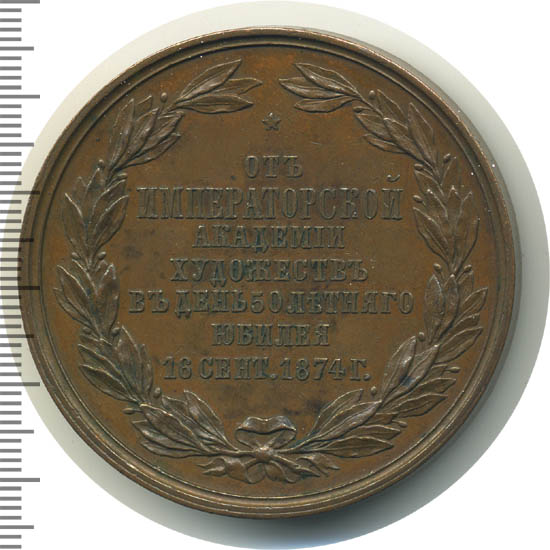 ОТЪ
ИМПЕРАТОРСКОЙ
АКАДЕМІИ
ХУДОЖЕСТВЪ
ВЪ ДЕНЬ 50 ЛѢТНЯГО
ЮБИЛЕЯ
16 СЕНТ. 1874 Г.